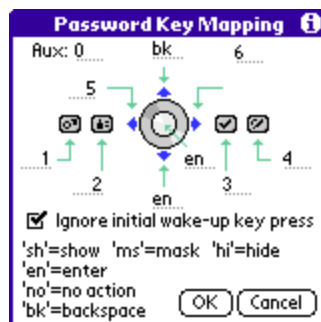 Password Key Mapping i
Aux: 0 bk 6
5
en
1 4
2 3
en
Ignore initial wake-up key press
'sh'=show 'ms'=mask 'hi'=hide
'en'=enter
'no'=no action
'bk'=backspace
OK Cancel